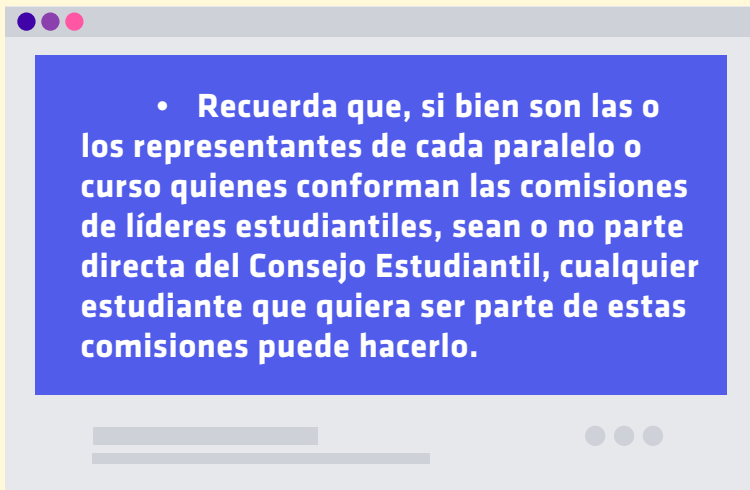 • Recuerda que, si bien son las o
los representantes de cada paralelo o
curso quienes conforman las comisiones
de líderes estudiantiles, sean o no parte
directa del Consejo Estudiantil, cualquier
estudiante que quiera ser parte de estas
comisiones puede hacerlo.